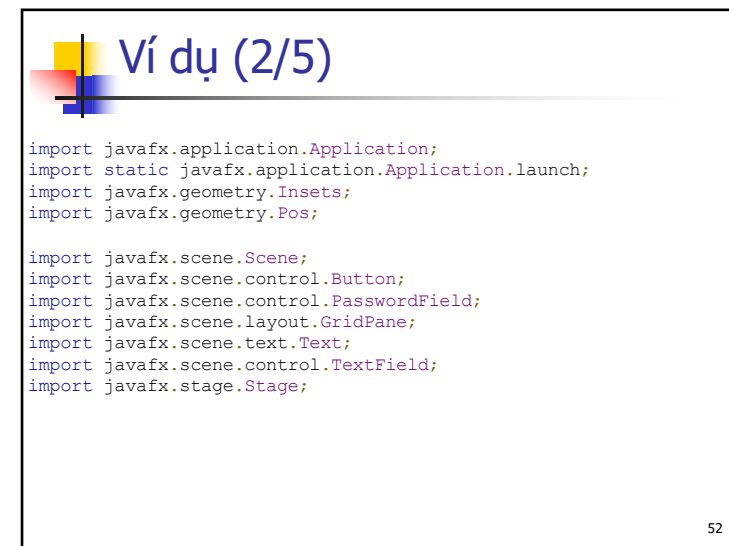 Ví dụ (2/5)
import javafx.application.Application;
import static javafx.application.Application.launch;
import javafx.geometry.Insets;
import javafx.geometry.Pos;
import javafx.scene.Scene;
import javafx.scene.control.Button;
import javafx.scene.control.PasswordField;
import javafx.scene.layout.GridPane;
import javafx.scene.text.Text;
import javafx.scene.control.TextField;
import javafx.stage.Stage;
52